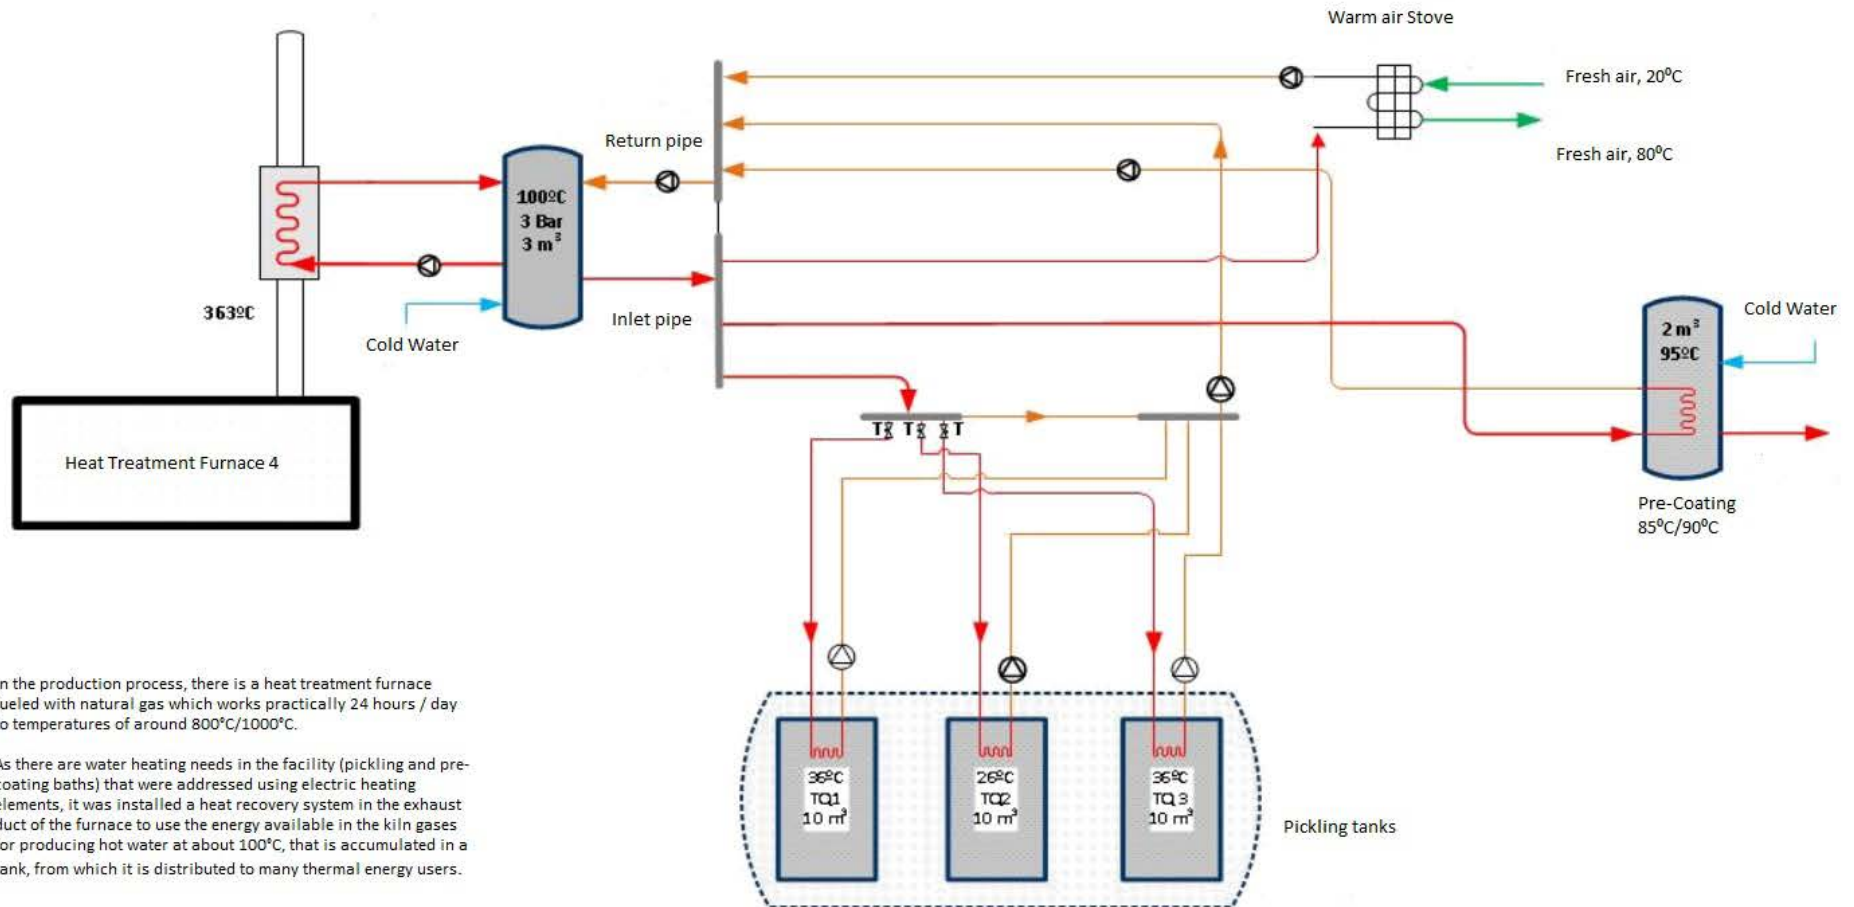 Warm air Stove
Fresh air, 20ºC
Fresh air, 80ºC
Return pipe
100ºC
3 Bar
3 m³
363ºC
Cold Water
Inlet pipe
Cold Water
2 m³
95ºC
T T T
Heat Treatment Furnace 4
Pre-Coating
85ºC/90ºC
36ºC
TQ1
10 m³
26ºC
TQ2
10 m³
36ºC
TQ3
10 m³
Pickling tanks
n the production process, there is a heat treatment furnace
ueled with natural gas which works practically 24 hours / day
o temperatures of around 800°C/1000°C.
As there are water heating needs in the facility (pickling and pre-
coating baths) that were addressed using electric heating
elements, it was installed a heat recovery system in the exhaust
duct of the furnace to use the energy available in the kiln gases
or producing hot water at about 100°C, that is accumulated in a
ank, from which it is distributed to many thermal energy users.